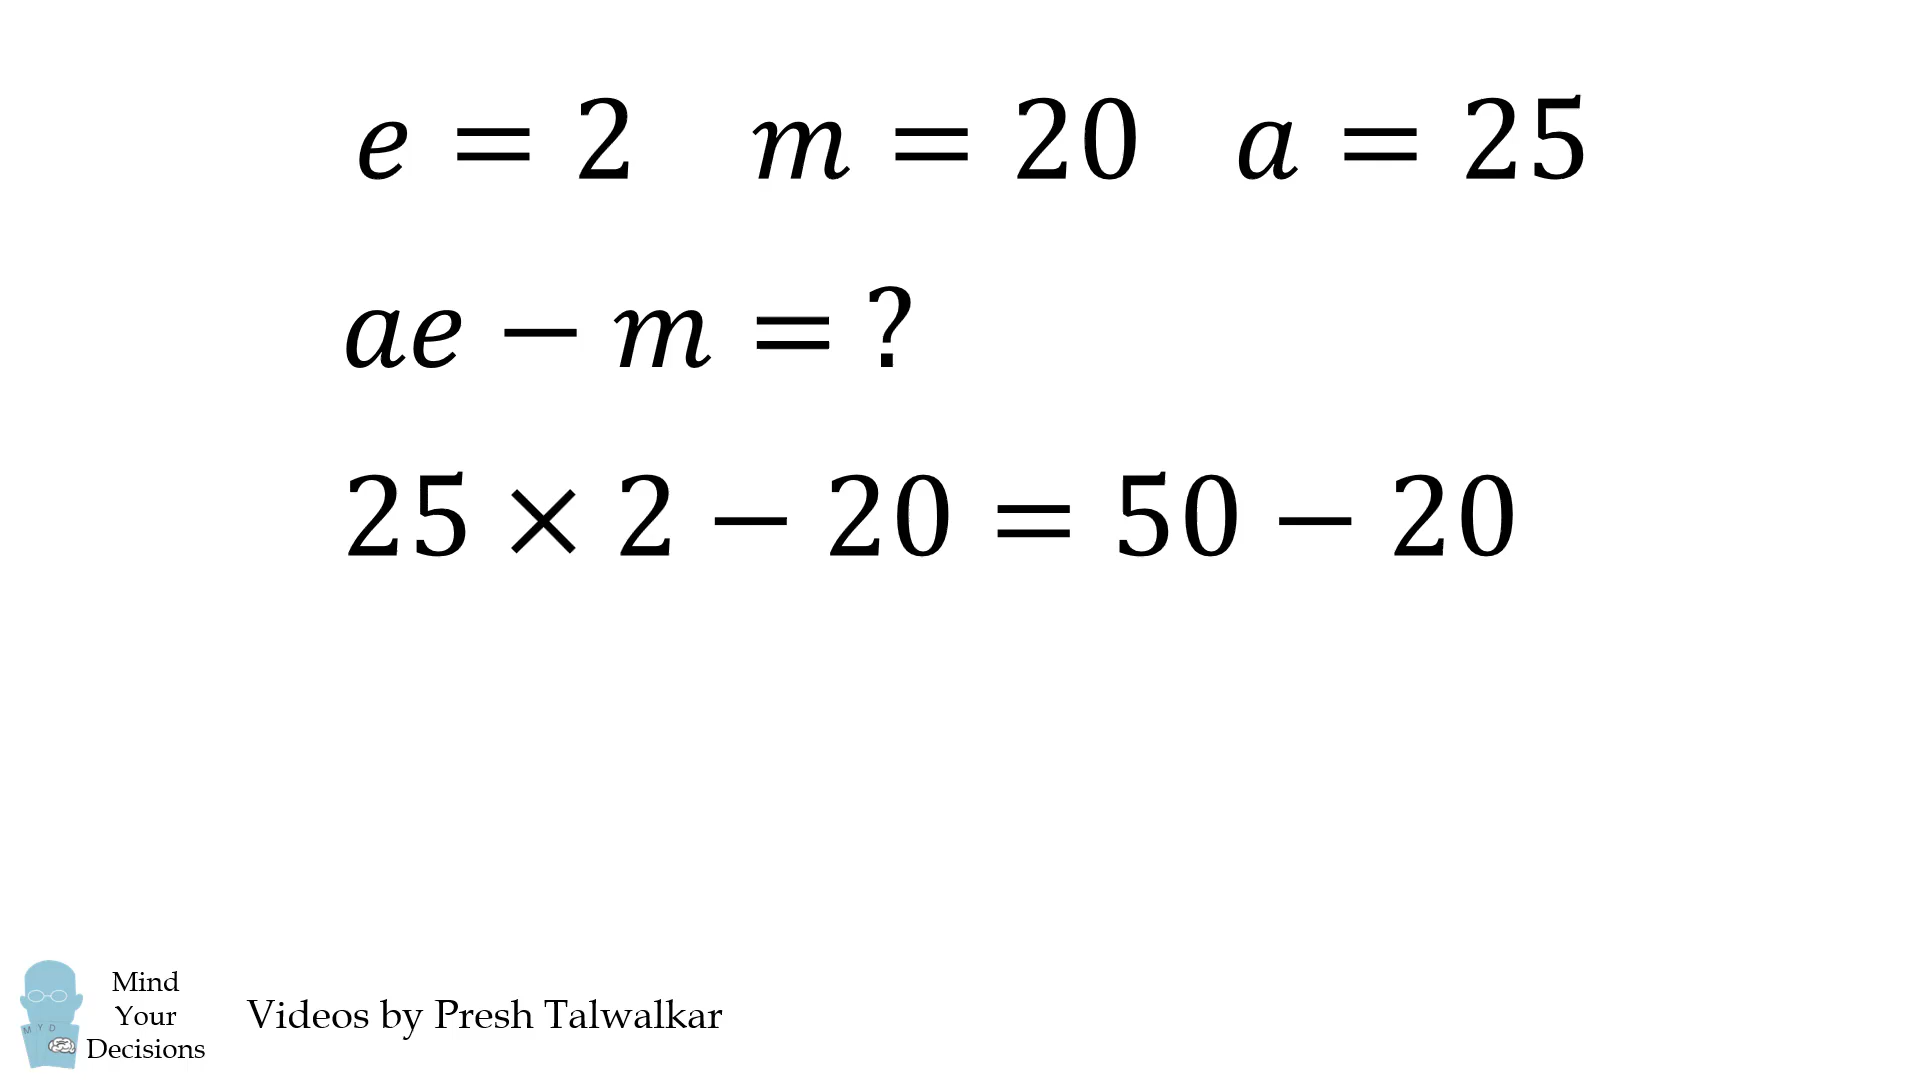 e = 2 m = 20 a = 25
ae − m = ?
25 × 2 − 20 = 50 − 20
Mind
Your
Decisions
M Y D
Videos by Presh Talwalkar